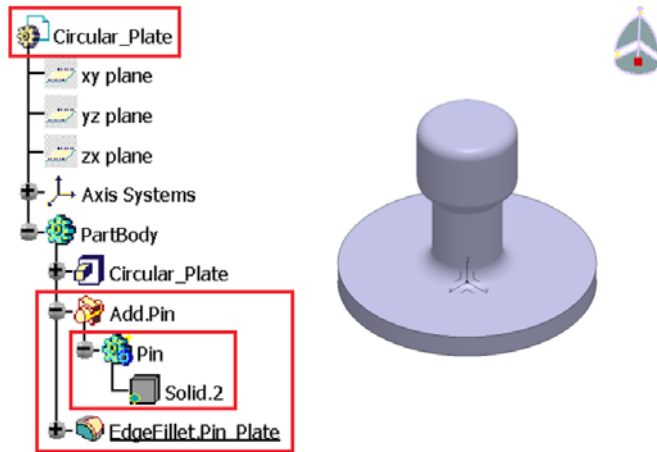 Circular_Plate
xy plane
yz plane
zx plane
Axis Systems
PartBody
Circular_Plate
Add.Pin
Pin
Solid.2
EdgeFillet.Pin_Plate